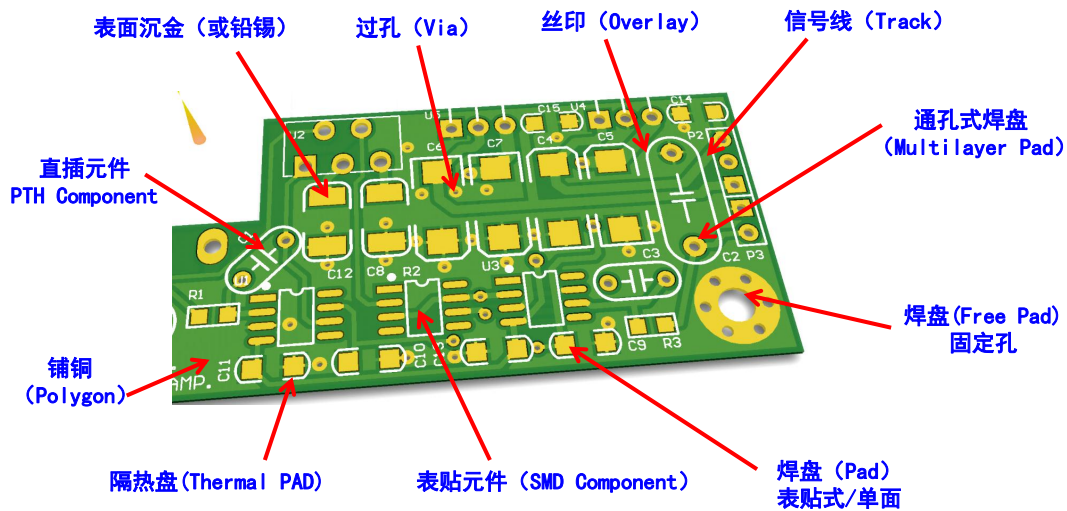 表面沉金（或铅锡）
过孔（Via）
丝印（Overlay）
信号线（Track）
通孔式焊盘
（Multilayer Pad）
直插元件
PTH Component
焊盘(Free Pad)
固定孔
铺铜
（Polygon）
隔热盘(Thermal PAD)
表贴元件（SMD Component）
焊盘（Pad）
表贴式/单面
U2
C15
U4
C14
C6
C7
C4
C5
P2
C12
C8
R2
U3
C3
C2
P3
R1
C11
C10
C9
R3
AMP.